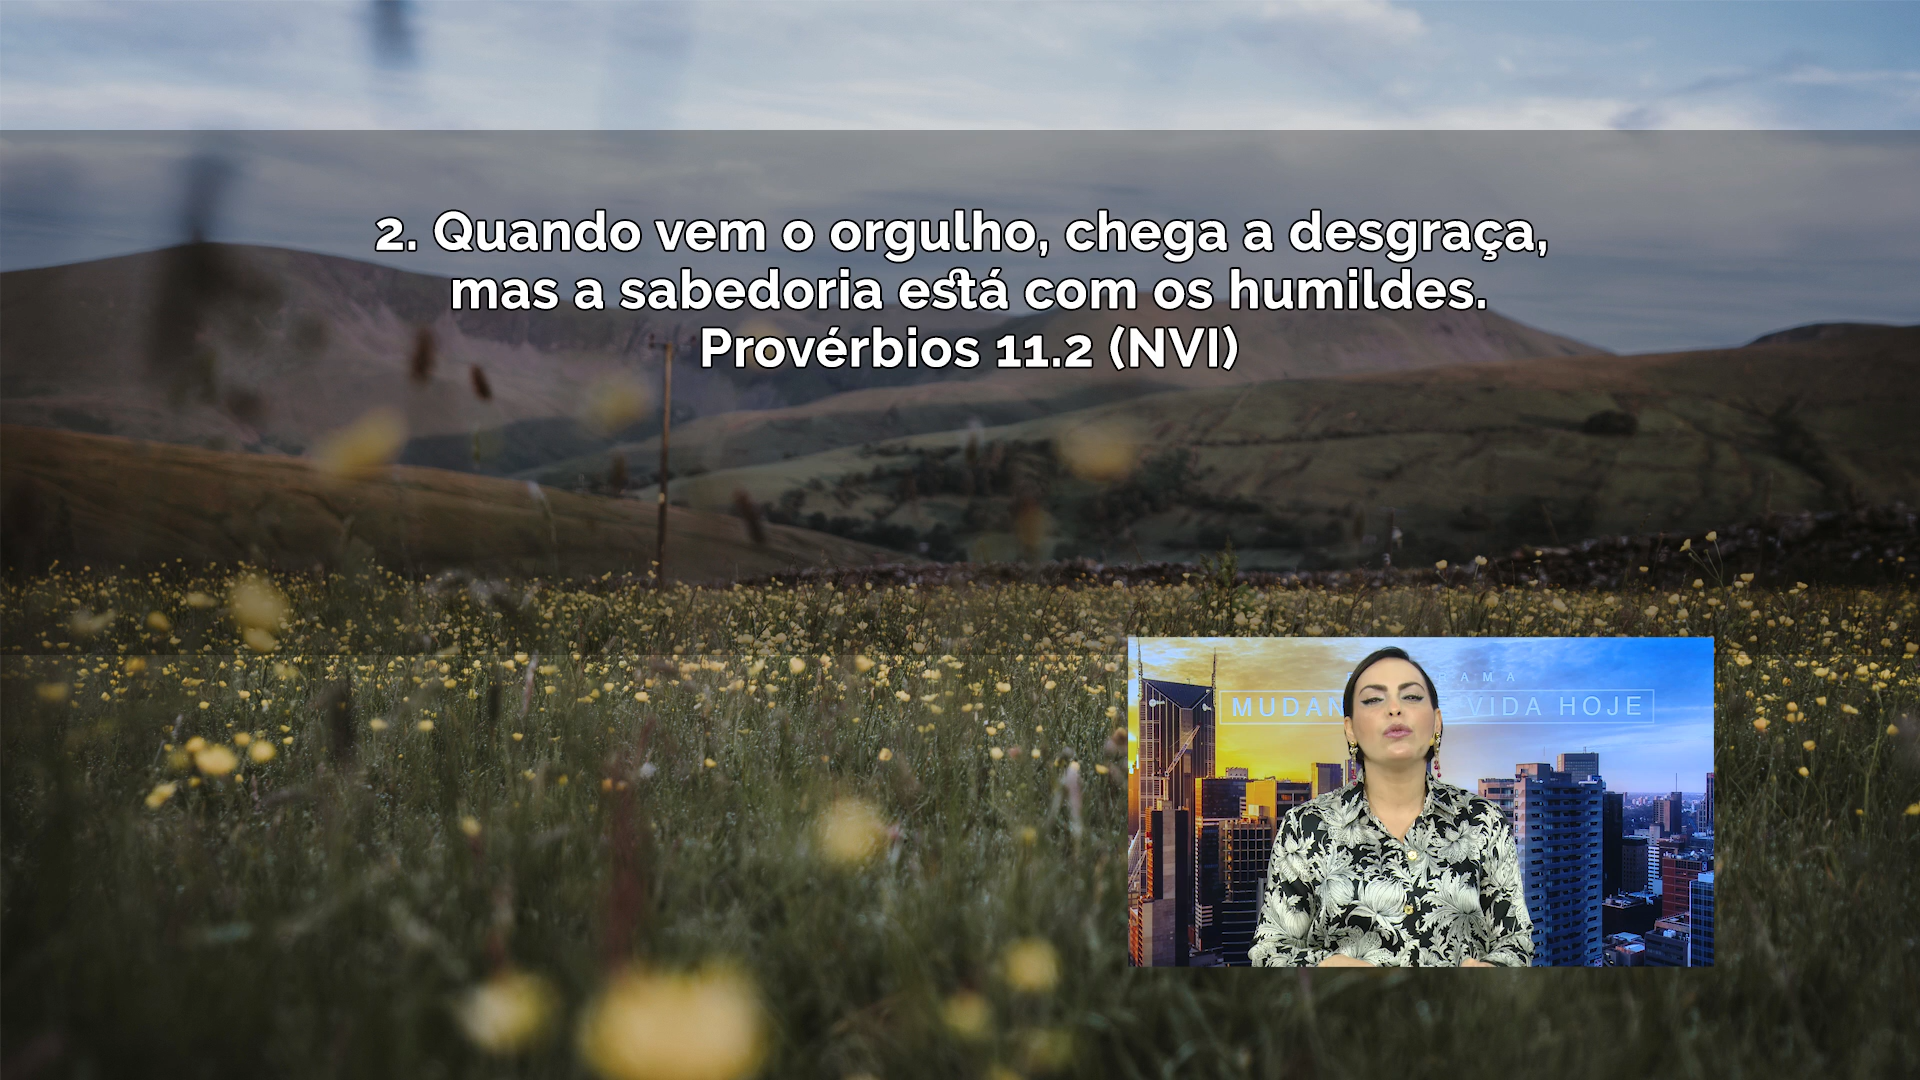 2. Quando vem o orgulho, chega a desgraça,
mas a sabedoria está com os humildes.
Provérbios 11.2 (NVI)
VIDA HOJE